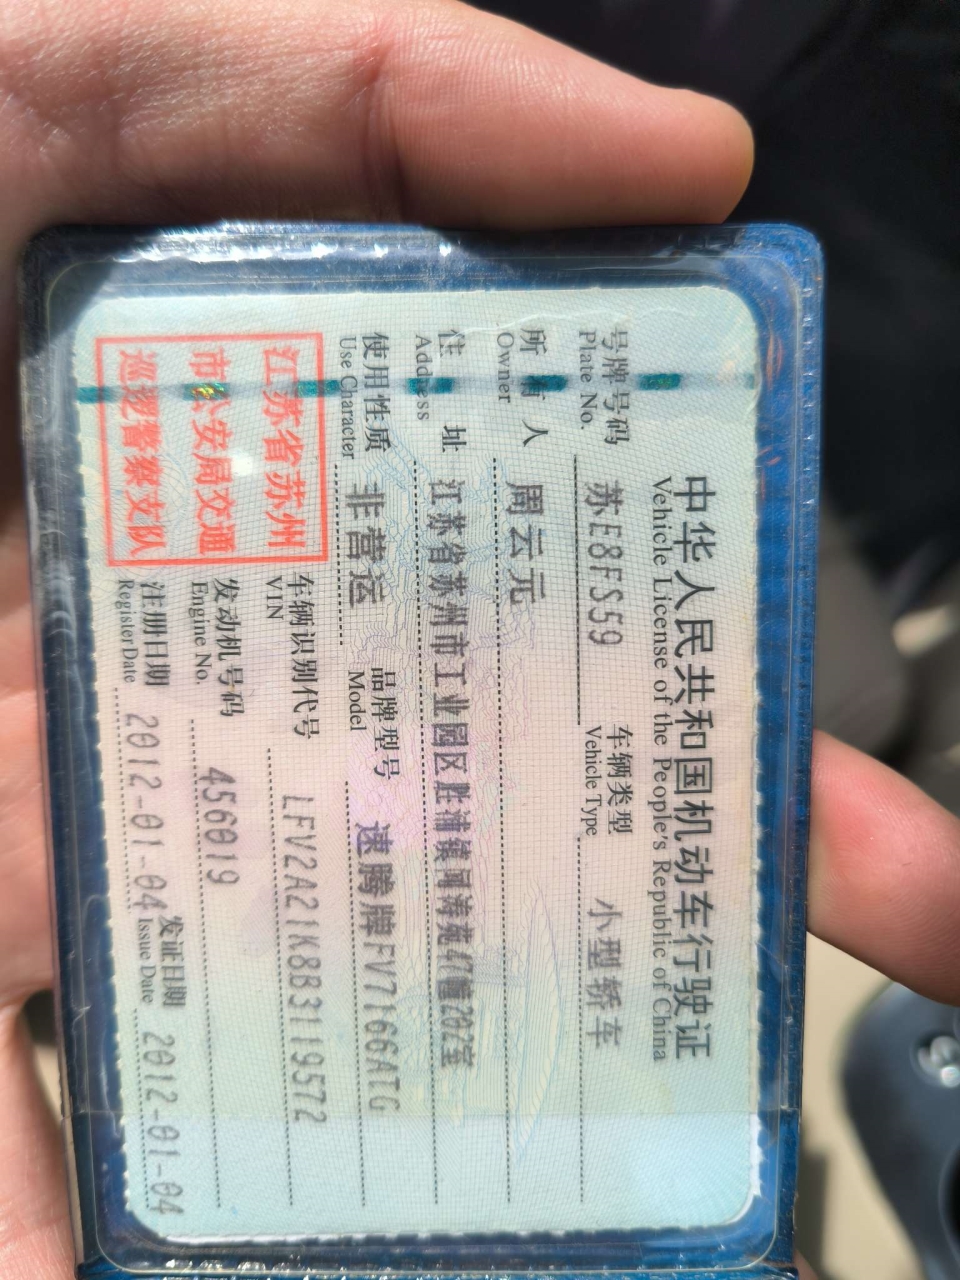 中华人民共和国机动车行驶证
Vehicle License of the People's Republic of China
号牌号码 苏E8FS59 车辆类型 小型轿车
Plate No. Vehicle Type
所有人 周云元
Owner
住址 江苏省苏州市工业园区胜浦镇闻涛苑47幢202室
Address
使用性质 非营运 品牌型号 速腾牌FV7166ATG
Use Character Model
江苏省苏州
市公安局交通
巡逻警察支队
车辆识别代号 LFV2A21K8B3119572
VIN
发动机号码 456019
Engine No.
注册日期 2012-01-04 发证日期 2012-01-04
Register Date Issue Date